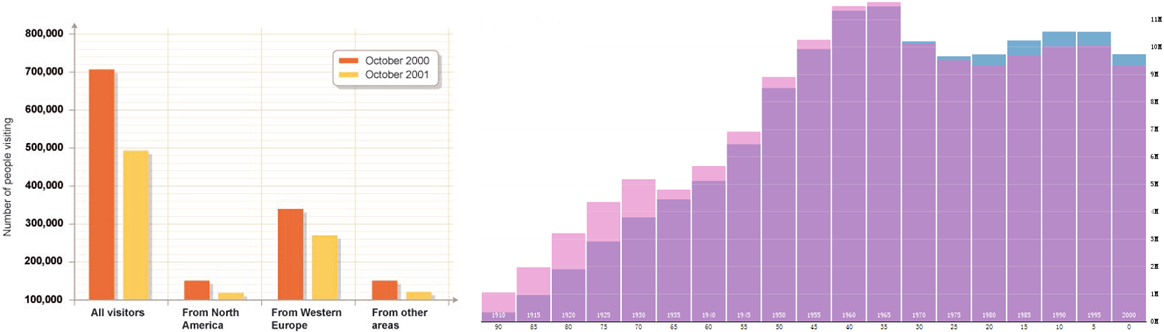 800,000
700,000
600,000
500,000
400,000
300,000
200,000
100,000
Number of people visiting
October 2000
October 2001
All visitors
From North
America
From Western
Europe
From other
areas
11M
10M
9M
8M
7M
6M
5M
4M
3M
2M
1M
0M
1910 1915 1920 1925 1930 1935 1940 1945 1950 1955 1960 1965 1970 1975 1980 1985 1990 1995 2000
90 85 80 75 70 65 60 55 50 45 40 35 30 25 20 15 10 5 0